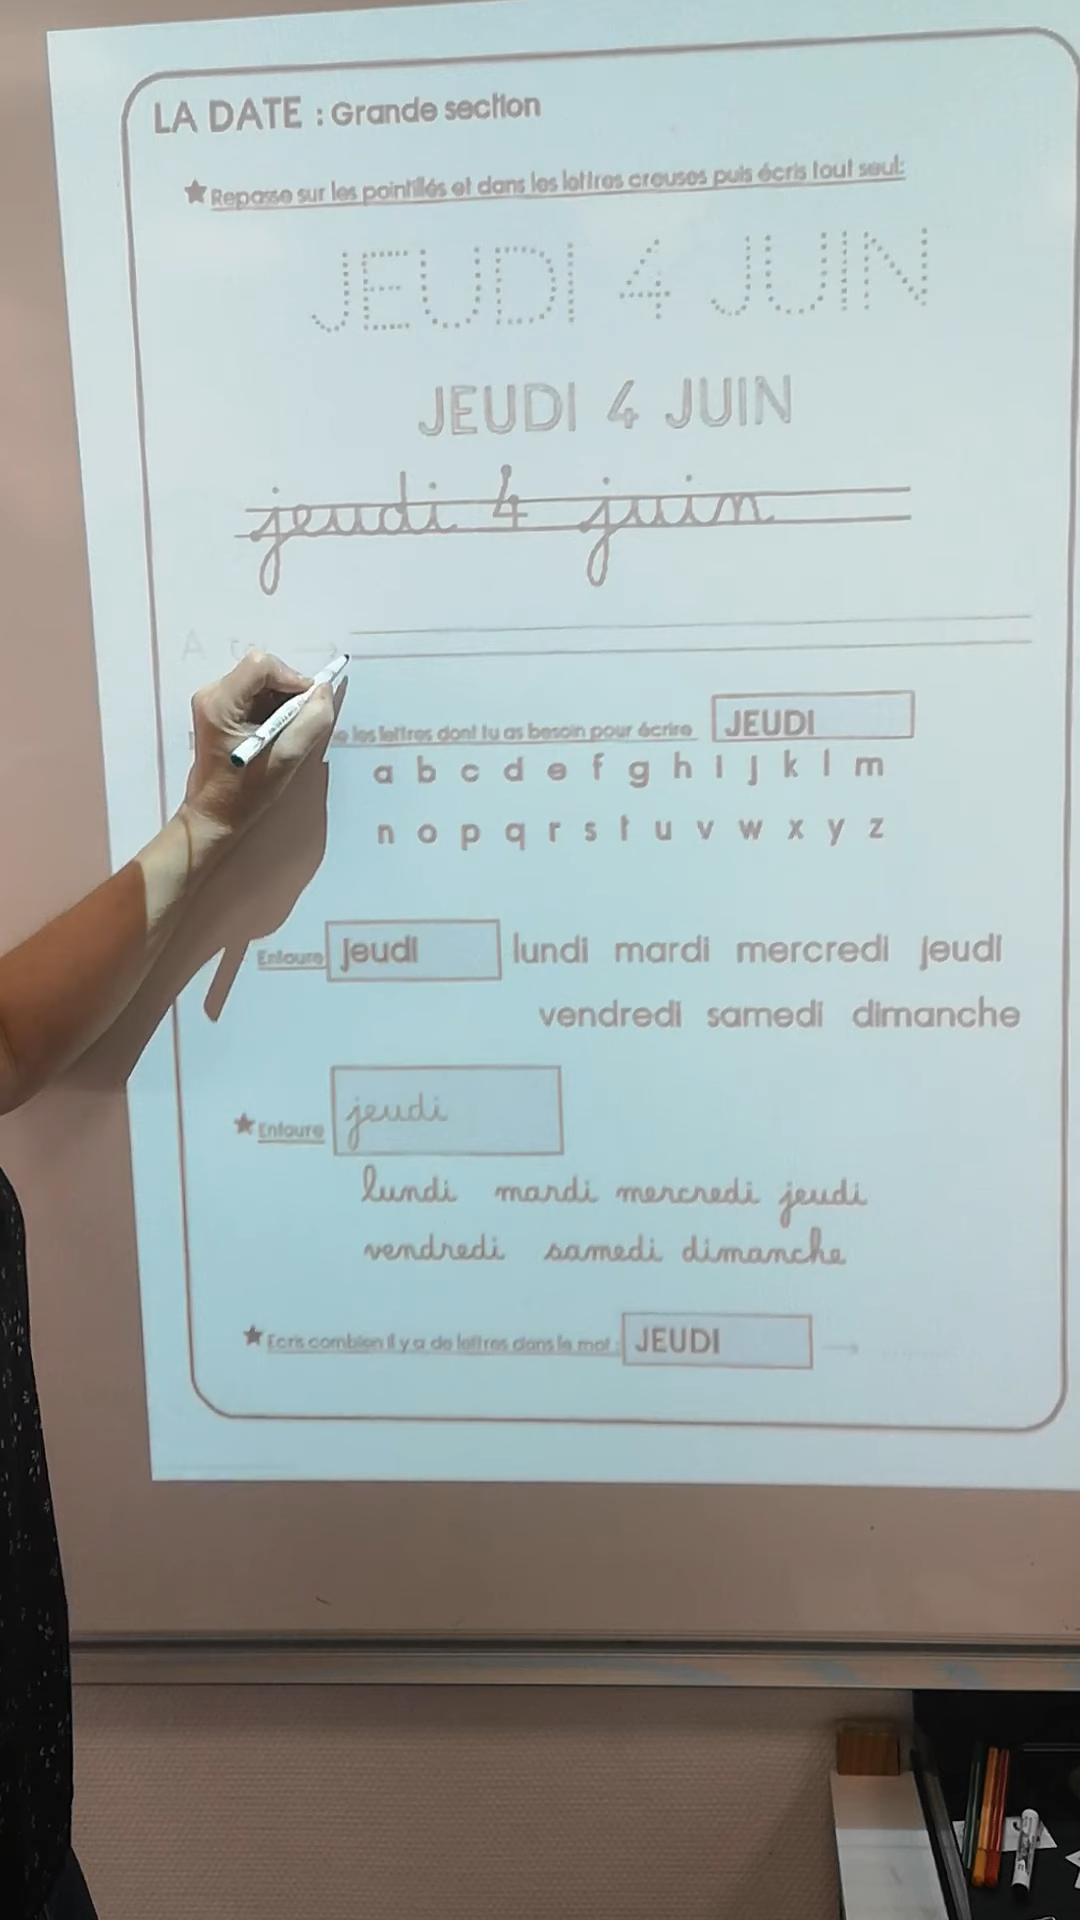 LA DATE : Grande section
★ Repasse sur les pointillés et dans les lettres creuses puis écris tout seul:
JEUDI 4 JUIN
JEUDI 4 JUIN
jeudi 4 juin
A
les lettres dont tu as besoin pour écrire JEUDI
a b c d e f g h i j k l m
n o p q r s t u v w x y z
Entoure jeudi lundi mardi mercredi jeudi
vendredi samedi dimanche
★ Entoure jeudi
lundi mardi mercredi jeudi
vendredi samedi dimanche
★ Ecris combien il y a de lettres dans le mot : JEUDI →